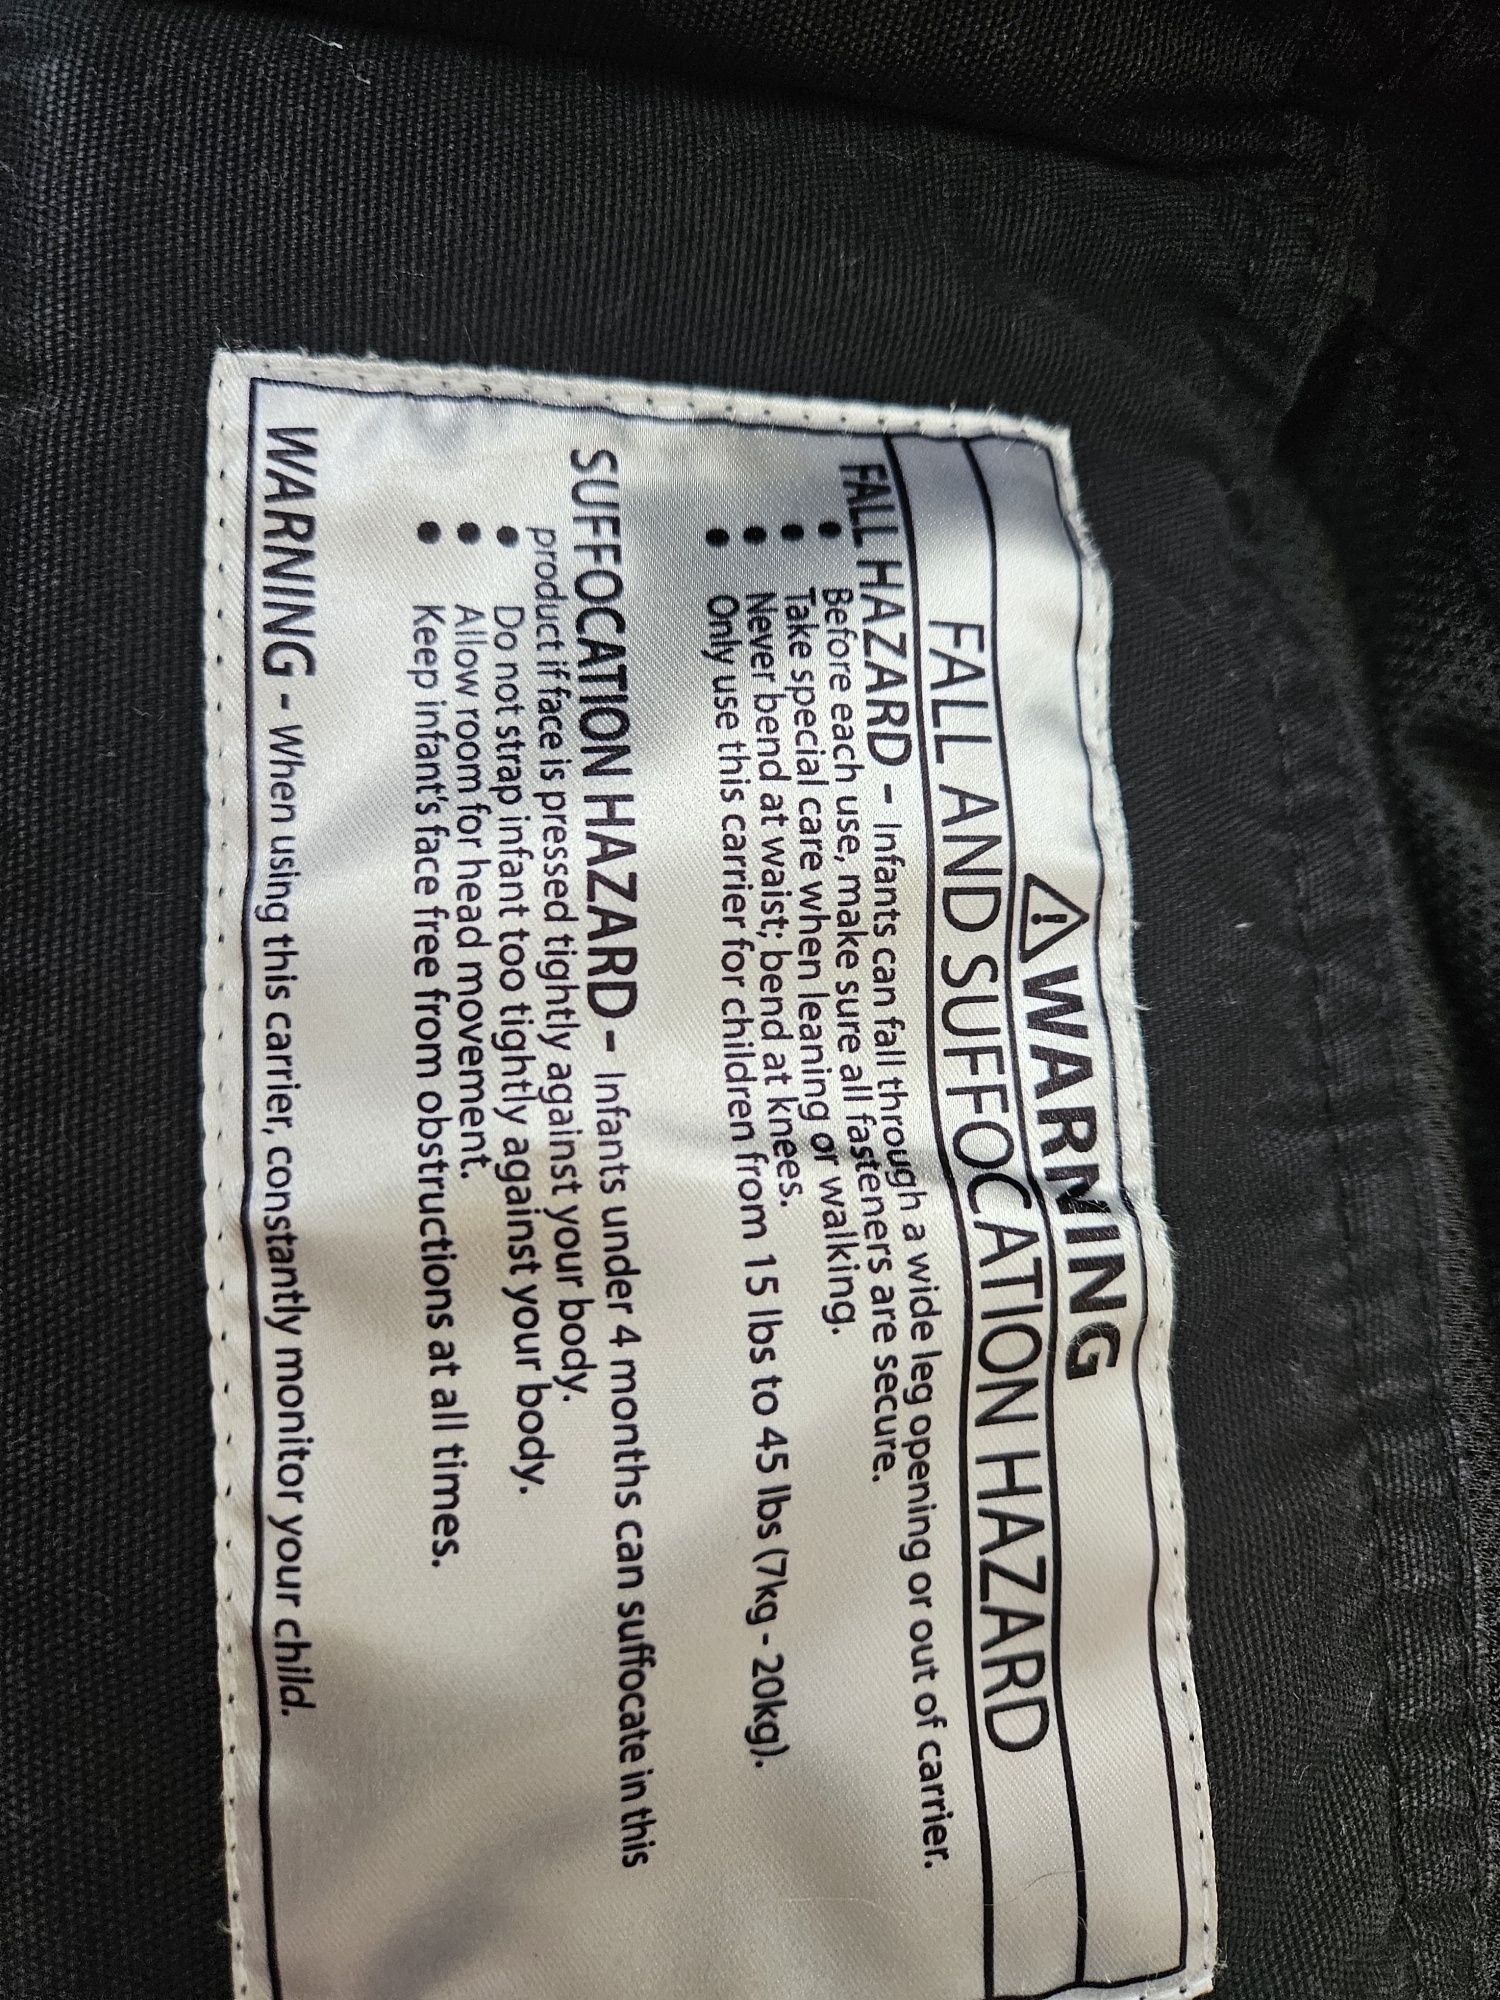 ⚠WARNING
FALL AND SUFFOCATION HAZARD
FALL HAZARD - Infants can fall through a wide leg opening or out of carrier.
• Before each use, make sure all fasteners are secure.
• Take special care when leaning or walking.
• Never bend at waist; bend at knees.
• Only use this carrier for children from 15 lbs to 45 lbs (7kg - 20kg).
SUFFOCATION HAZARD - Infants under 4 months can suffocate in this
product if face is pressed tightly against your body.
• Do not strap infant too tightly against your body.
• Allow room for head movement.
• Keep infant's face free from obstructions at all times.
WARNING - When using this carrier, constantly monitor your child.